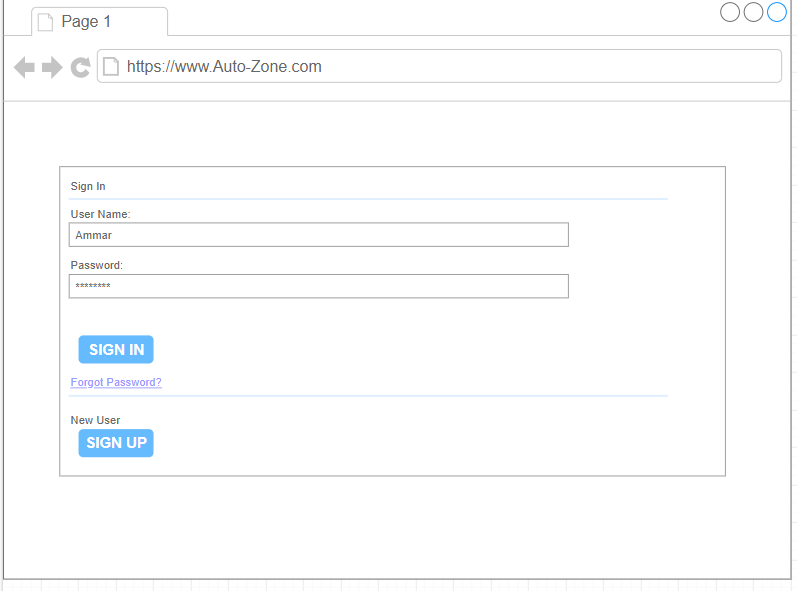 Page 1
https://www.Auto-Zone.com
Sign In
User Name:
Ammar
Password:
********
SIGN IN
Forgot Password?
New User
SIGN UP